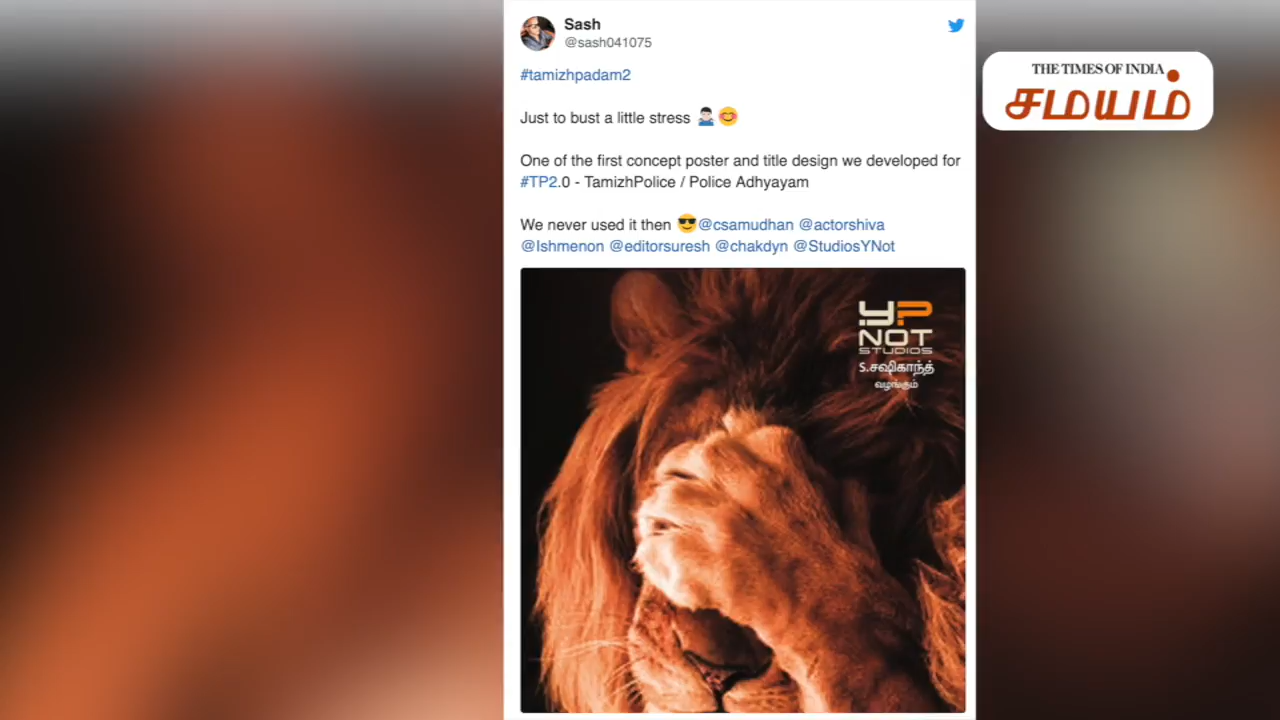 Sash
@sash041075
#tamizhpadam2
Just to bust a little stress 🤷🏻‍♂️😊
One of the first concept poster and title design we developed for
#TP2.0 - TamizhPolice / Police Adhyayam
We never used it then 😎@csamudhan @actorshiva
@Ishmenon @editorsuresh @chakdyn @StudiosYNot
YP
NOT
STUDIOS
S.சஷிகாந்த்
வழங்கும்
THE TIMES OF INDIA
சமயம்